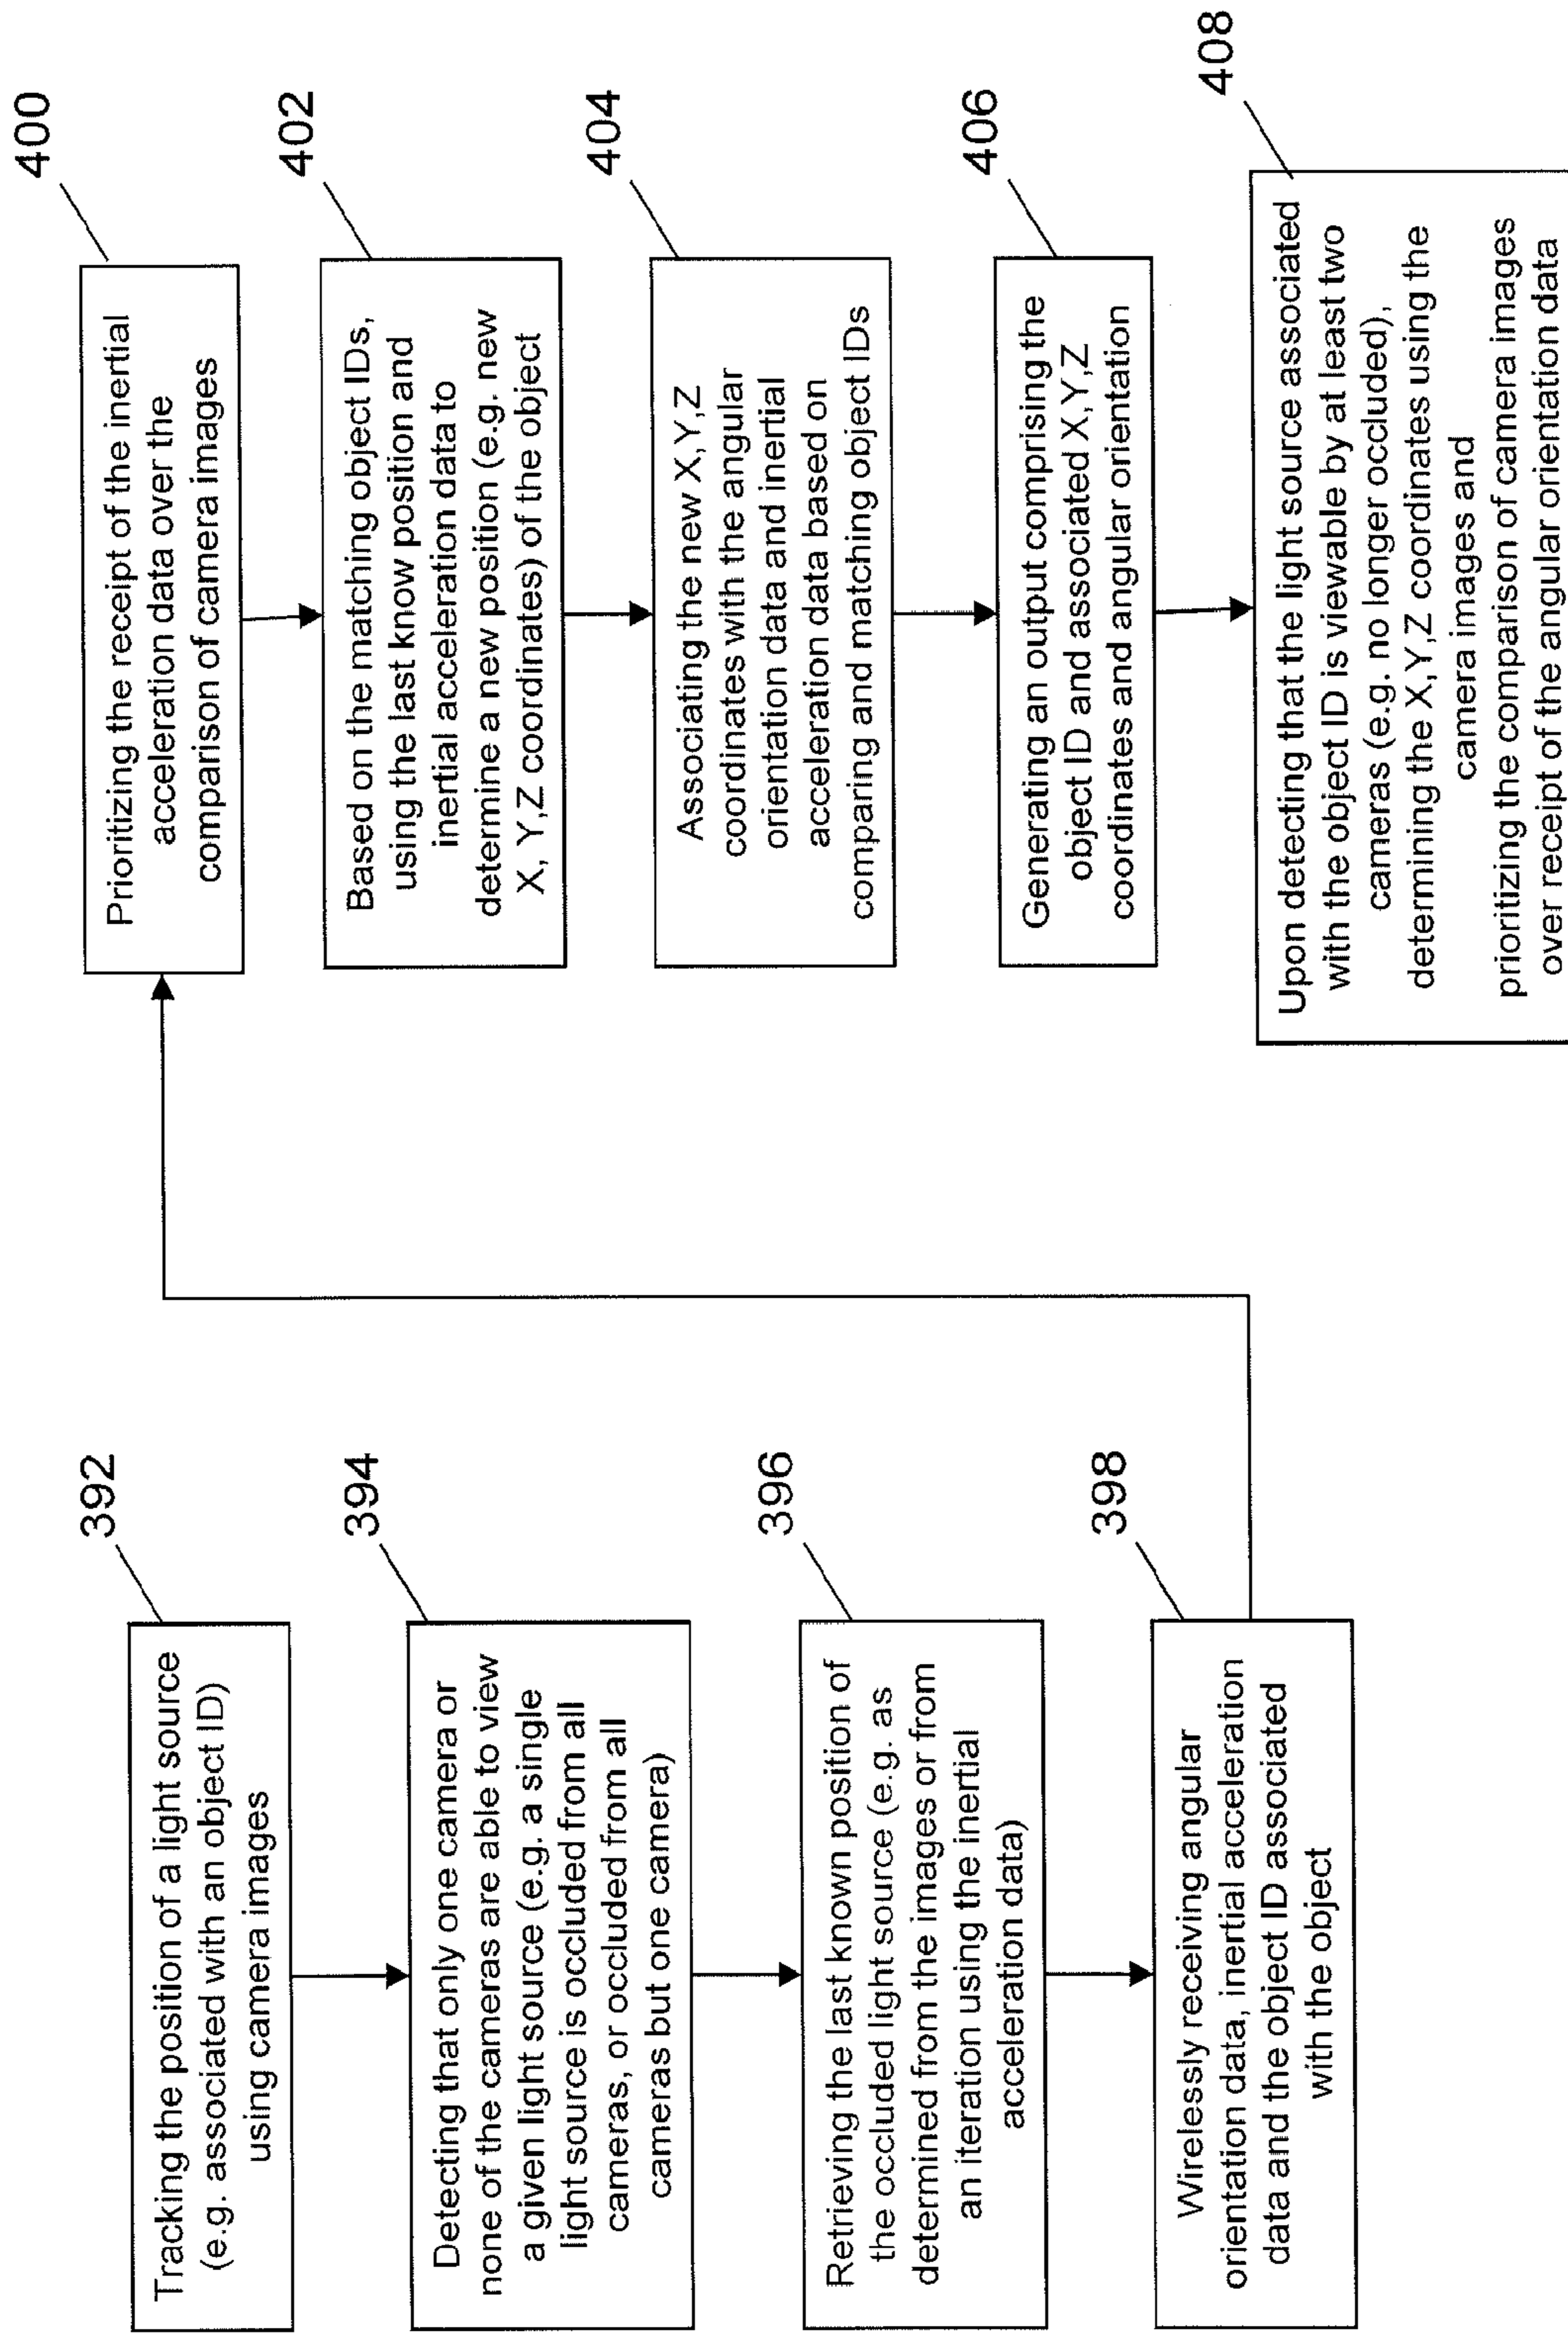 392
Tracking the position of a light source
(e.g. associated with an object ID)
using camera images
394
Detecting that only one camera or
none of the cameras are able to view
a given light source (e.g. a single
light source is occluded from all
cameras, or occluded from all
cameras but one camera)
396
Retrieving the last known position of
the occluded light source (e.g. as
determined from the images or from
an iteration using the inertial
acceleration data)
398
Wirelessly receiving angular
orientation data, inertial acceleration
data and the object ID associated
with the object
400
Prioritizing the receipt of the inertial
acceleration data over the
comparison of camera images
402
Based on the matching object IDs,
using the last know position and
inertial acceleration data to
determine a new position (e.g. new
X, Y,Z coordinates) of the object
404
Associating the new X,Y,Z
coordinates with the angular
orientation data and inertial
acceleration data based on
comparing and matching object IDs
406
Generating an output comprising the
object ID and associated X,Y,Z
coordinates and angular orientation
408
Upon detecting that the light source associated
with the object ID is viewable by at least two
cameras (e.g. no longer occluded),
determining the X,Y,Z coordinates using the
camera images and
prioritizing the comparison of camera images
over receipt of the angular orientation data